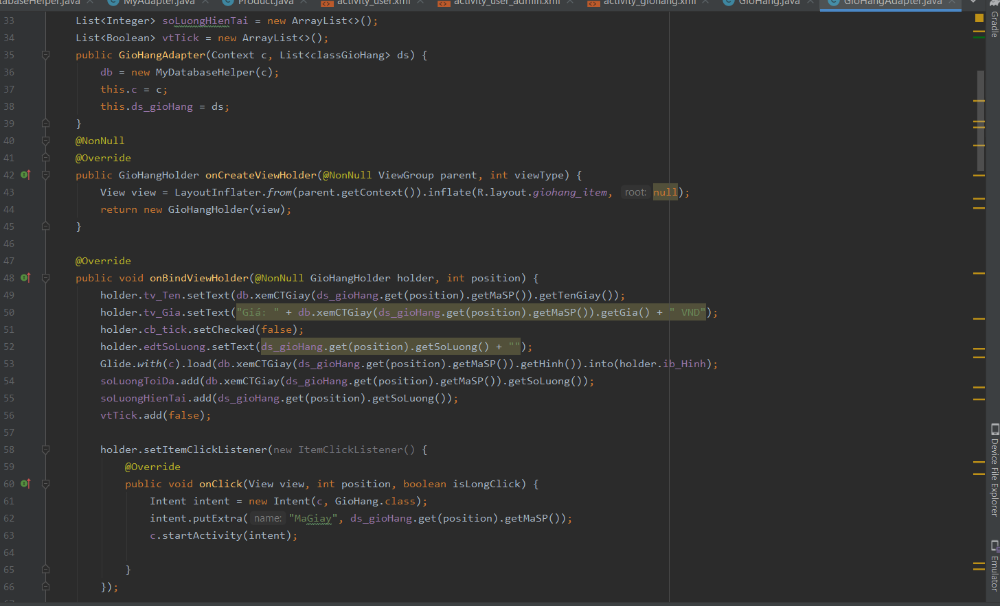 tabaseHelper.java MyAdapter.java Product.java activity_user.xml activity_user_admin.xml activity_giohang.xml GioHang.java GioHangAdapter.java
33 List<Integer> soLuongHienTai = new ArrayList<>();
34 List<Boolean> vtTick = new ArrayList<>();
35 public GioHangAdapter(Context c, List<classGioHang> ds) {
36 db = new MyDatabaseHelper(c);
37 this.c = c;
38 this.ds_gioHang = ds;
39 }
40 @NonNull
41 @Override
42 public GioHangHolder onCreateViewHolder(@NonNull ViewGroup parent, int viewType) {
43 View view = LayoutInflater.from(parent.getContext()).inflate(R.layout.giohang_item, root: null);
44 return new GioHangHolder(view);
45 }
46
47 @Override
48 public void onBindViewHolder(@NonNull GioHangHolder holder, int position) {
49 holder.tv_Ten.setText(db.xemCTGiay(ds_gioHang.get(position).getMaSP()).getTenGiay());
50 holder.tv_Gia.setText("Giá: " + db.xemCTGiay(ds_gioHang.get(position).getMaSP()).getGia() + " VND");
51 holder.cb_tick.setChecked(false);
52 holder.edtSoLuong.setText(ds_gioHang.get(position).getSoLuong() + "");
53 Glide.with(c).load(db.xemCTGiay(ds_gioHang.get(position).getMaSP()).getHinh()).into(holder.ib_Hinh);
54 soLuongToiDa.add(db.xemCTGiay(ds_gioHang.get(position).getMaSP()).getSoLuong());
55 soLuongHienTai.add(ds_gioHang.get(position).getSoLuong());
56 vtTick.add(false);
57
58 holder.setItemClickListener(new ItemClickListener() {
59 @Override
60 public void onClick(View view, int position, boolean isLongClick) {
61 Intent intent = new Intent(c, GioHang.class);
62 intent.putExtra( name: "MaGiay", ds_gioHang.get(position).getMaSP());
63 c.startActivity(intent);
64
65 }
66 });
Gradle
Device File Explorer
Emulator